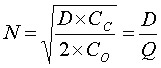 N = √((D × C_C) / (2 × C_O)) = D / Q